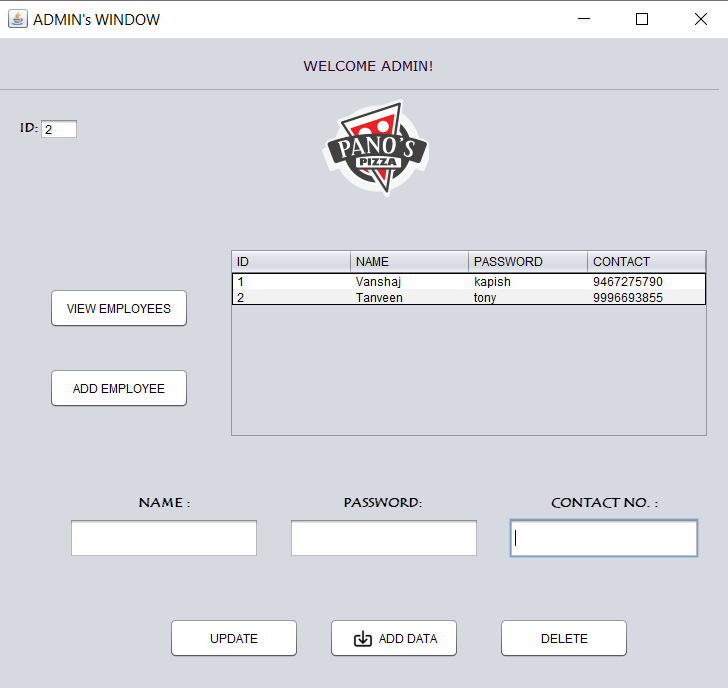 ADMIN's WINDOW
WELCOME ADMIN!
ID: 2
PANO'S
PIZZA
ID NAME PASSWORD CONTACT
1 Vanshaj kapish 9467275790
2 Tanveen tony 9996693855
VIEW EMPLOYEES
ADD EMPLOYEE
NAME : PASSWORD: CONTACT NO. :
UPDATE ADD DATA DELETE